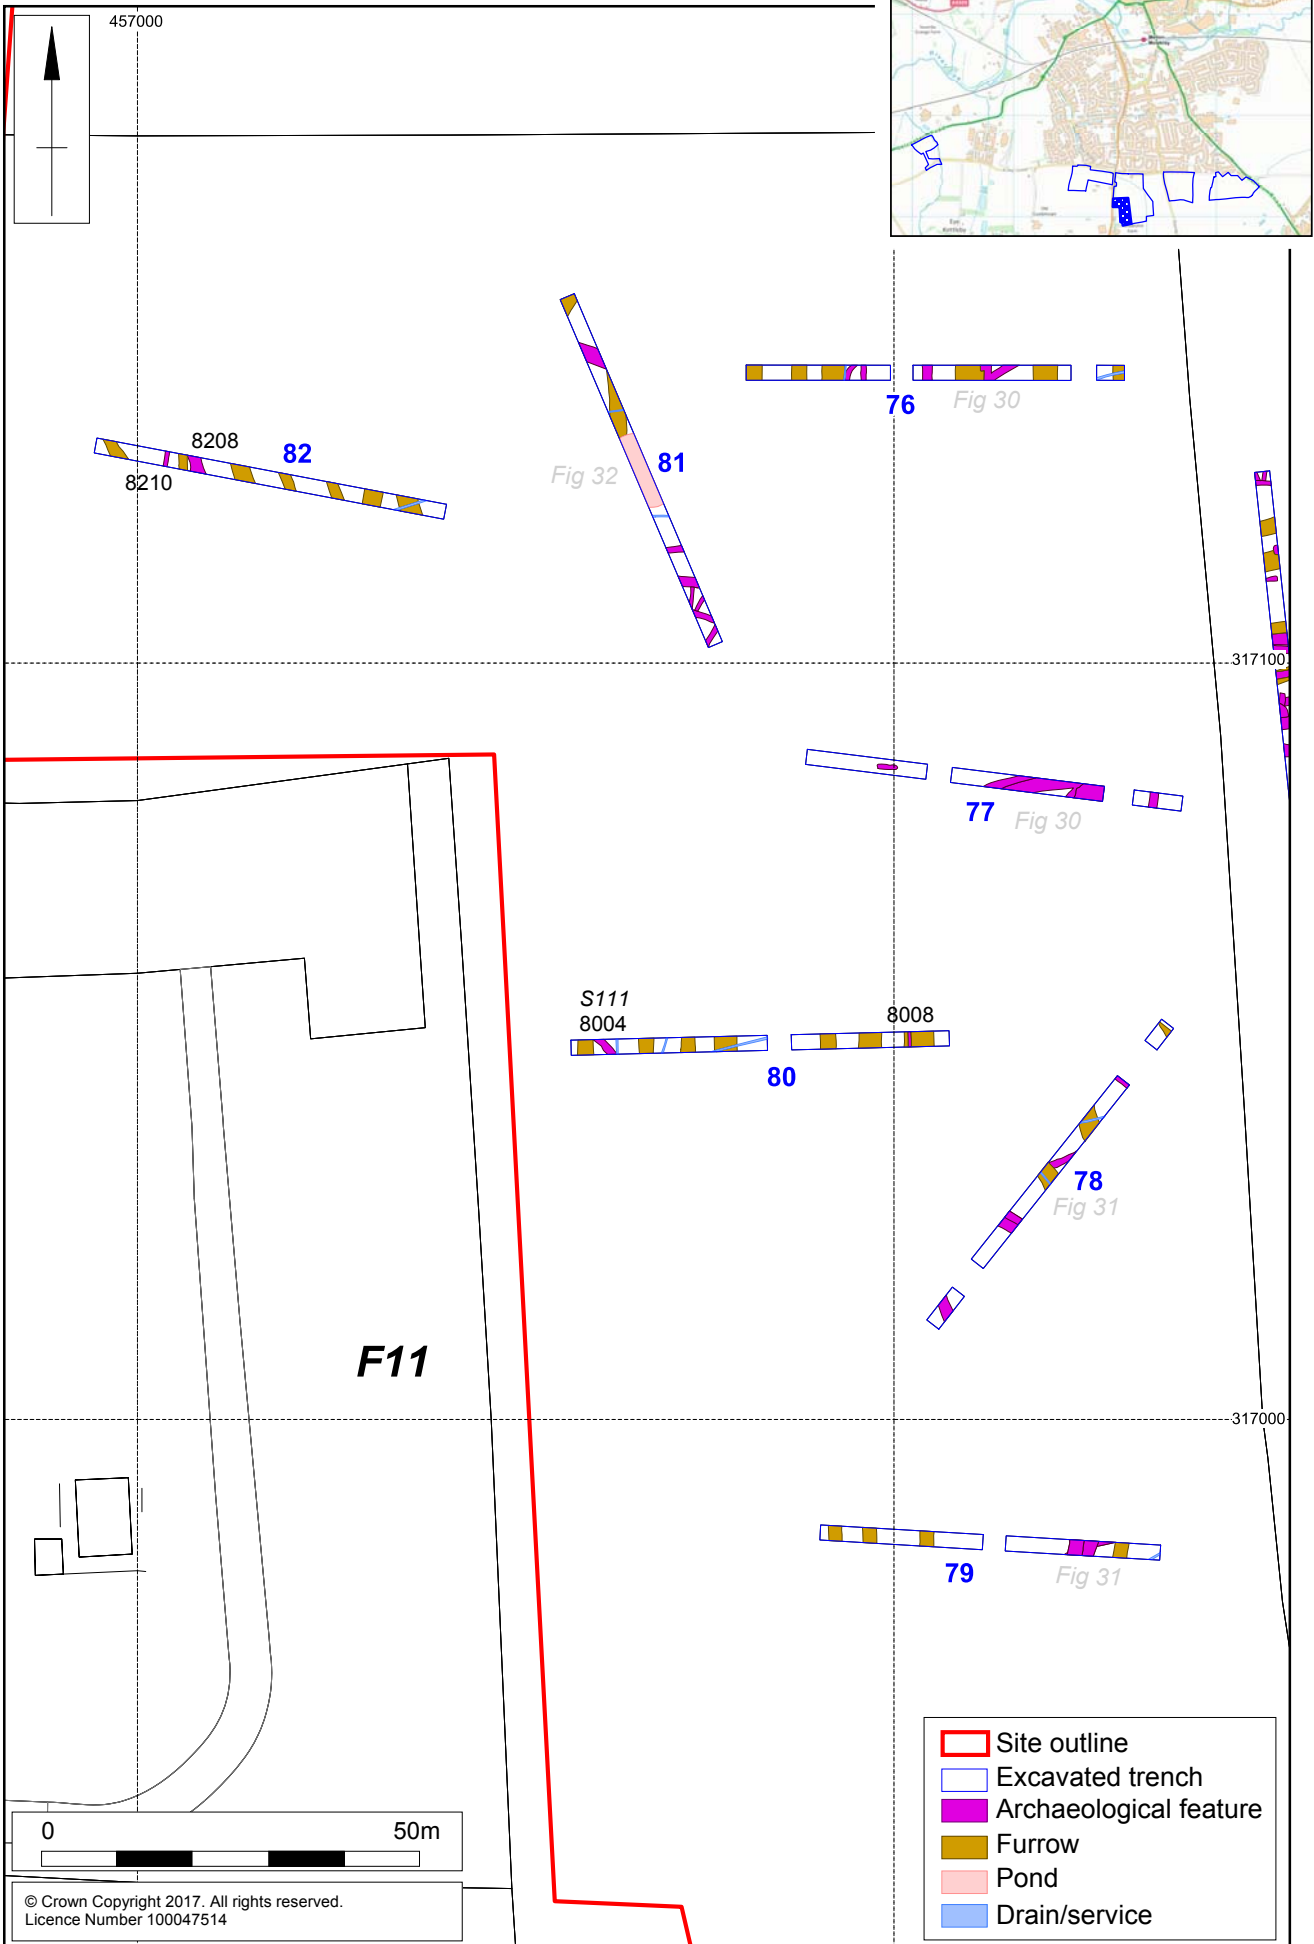 457000
8208
82
8210
Fig 32
81
76
Fig 30
317100
77
Fig 30
S111
8004
8008
80
78
Fig 31
F11
317000
79
Fig 31
Site outline
Excavated trench
Archaeological feature
Furrow
Pond
Drain/service
0 50m
© Crown Copyright 2017. All rights reserved.
Licence Number 100047514